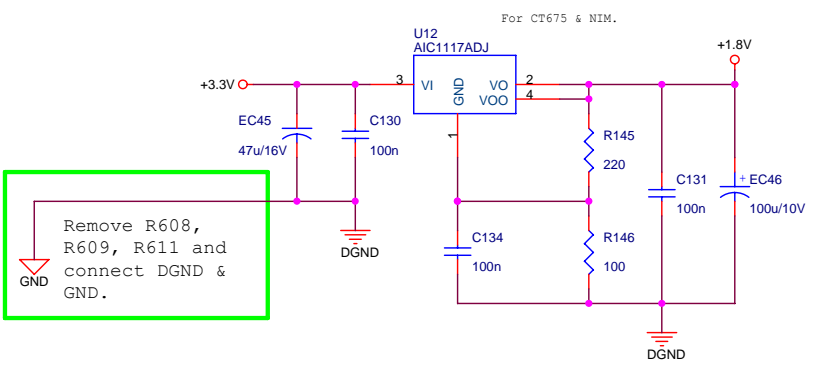 For CT675 & NIM.
U12
AIC1117ADJ
+1.8V
+3.3V
3
VI
GND
VO
2
VOO
4
1
EC45
47u/16V
C130
100n
R145
220
C131
100n
+
EC46
100u/10V
Remove R608,
R609, R611 and
connect DGND &
GND.
GND
DGND
C134
100n
R146
100
DGND